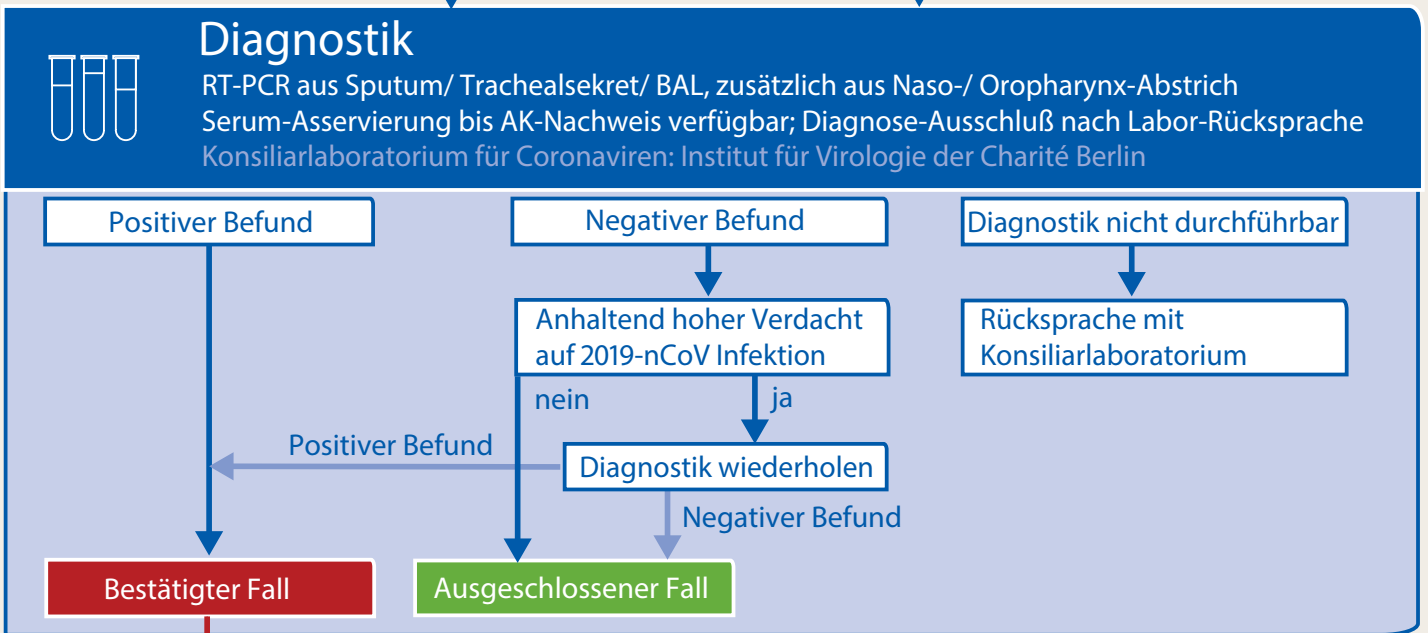 Diagnostik
RT-PCR aus Sputum/ Trachealsekret/ BAL, zusätzlich aus Naso-/ Oropharynx-Abstrich
Serum-Asservierung bis AK-Nachweis verfügbar; Diagnose-Ausschluß nach Labor-Rücksprache
Konsiliarlaboratorium für Coronaviren: Institut für Virologie der Charité Berlin
Positiver Befund
Negativer Befund
Diagnostik nicht durchführbar
Anhaltend hoher Verdacht
auf 2019-nCoV Infektion
Rücksprache mit
Konsiliarlaboratorium
nein
ja
Positiver Befund
Diagnostik wiederholen
Negativer Befund
Bestätigter Fall
Ausgeschlossener Fall